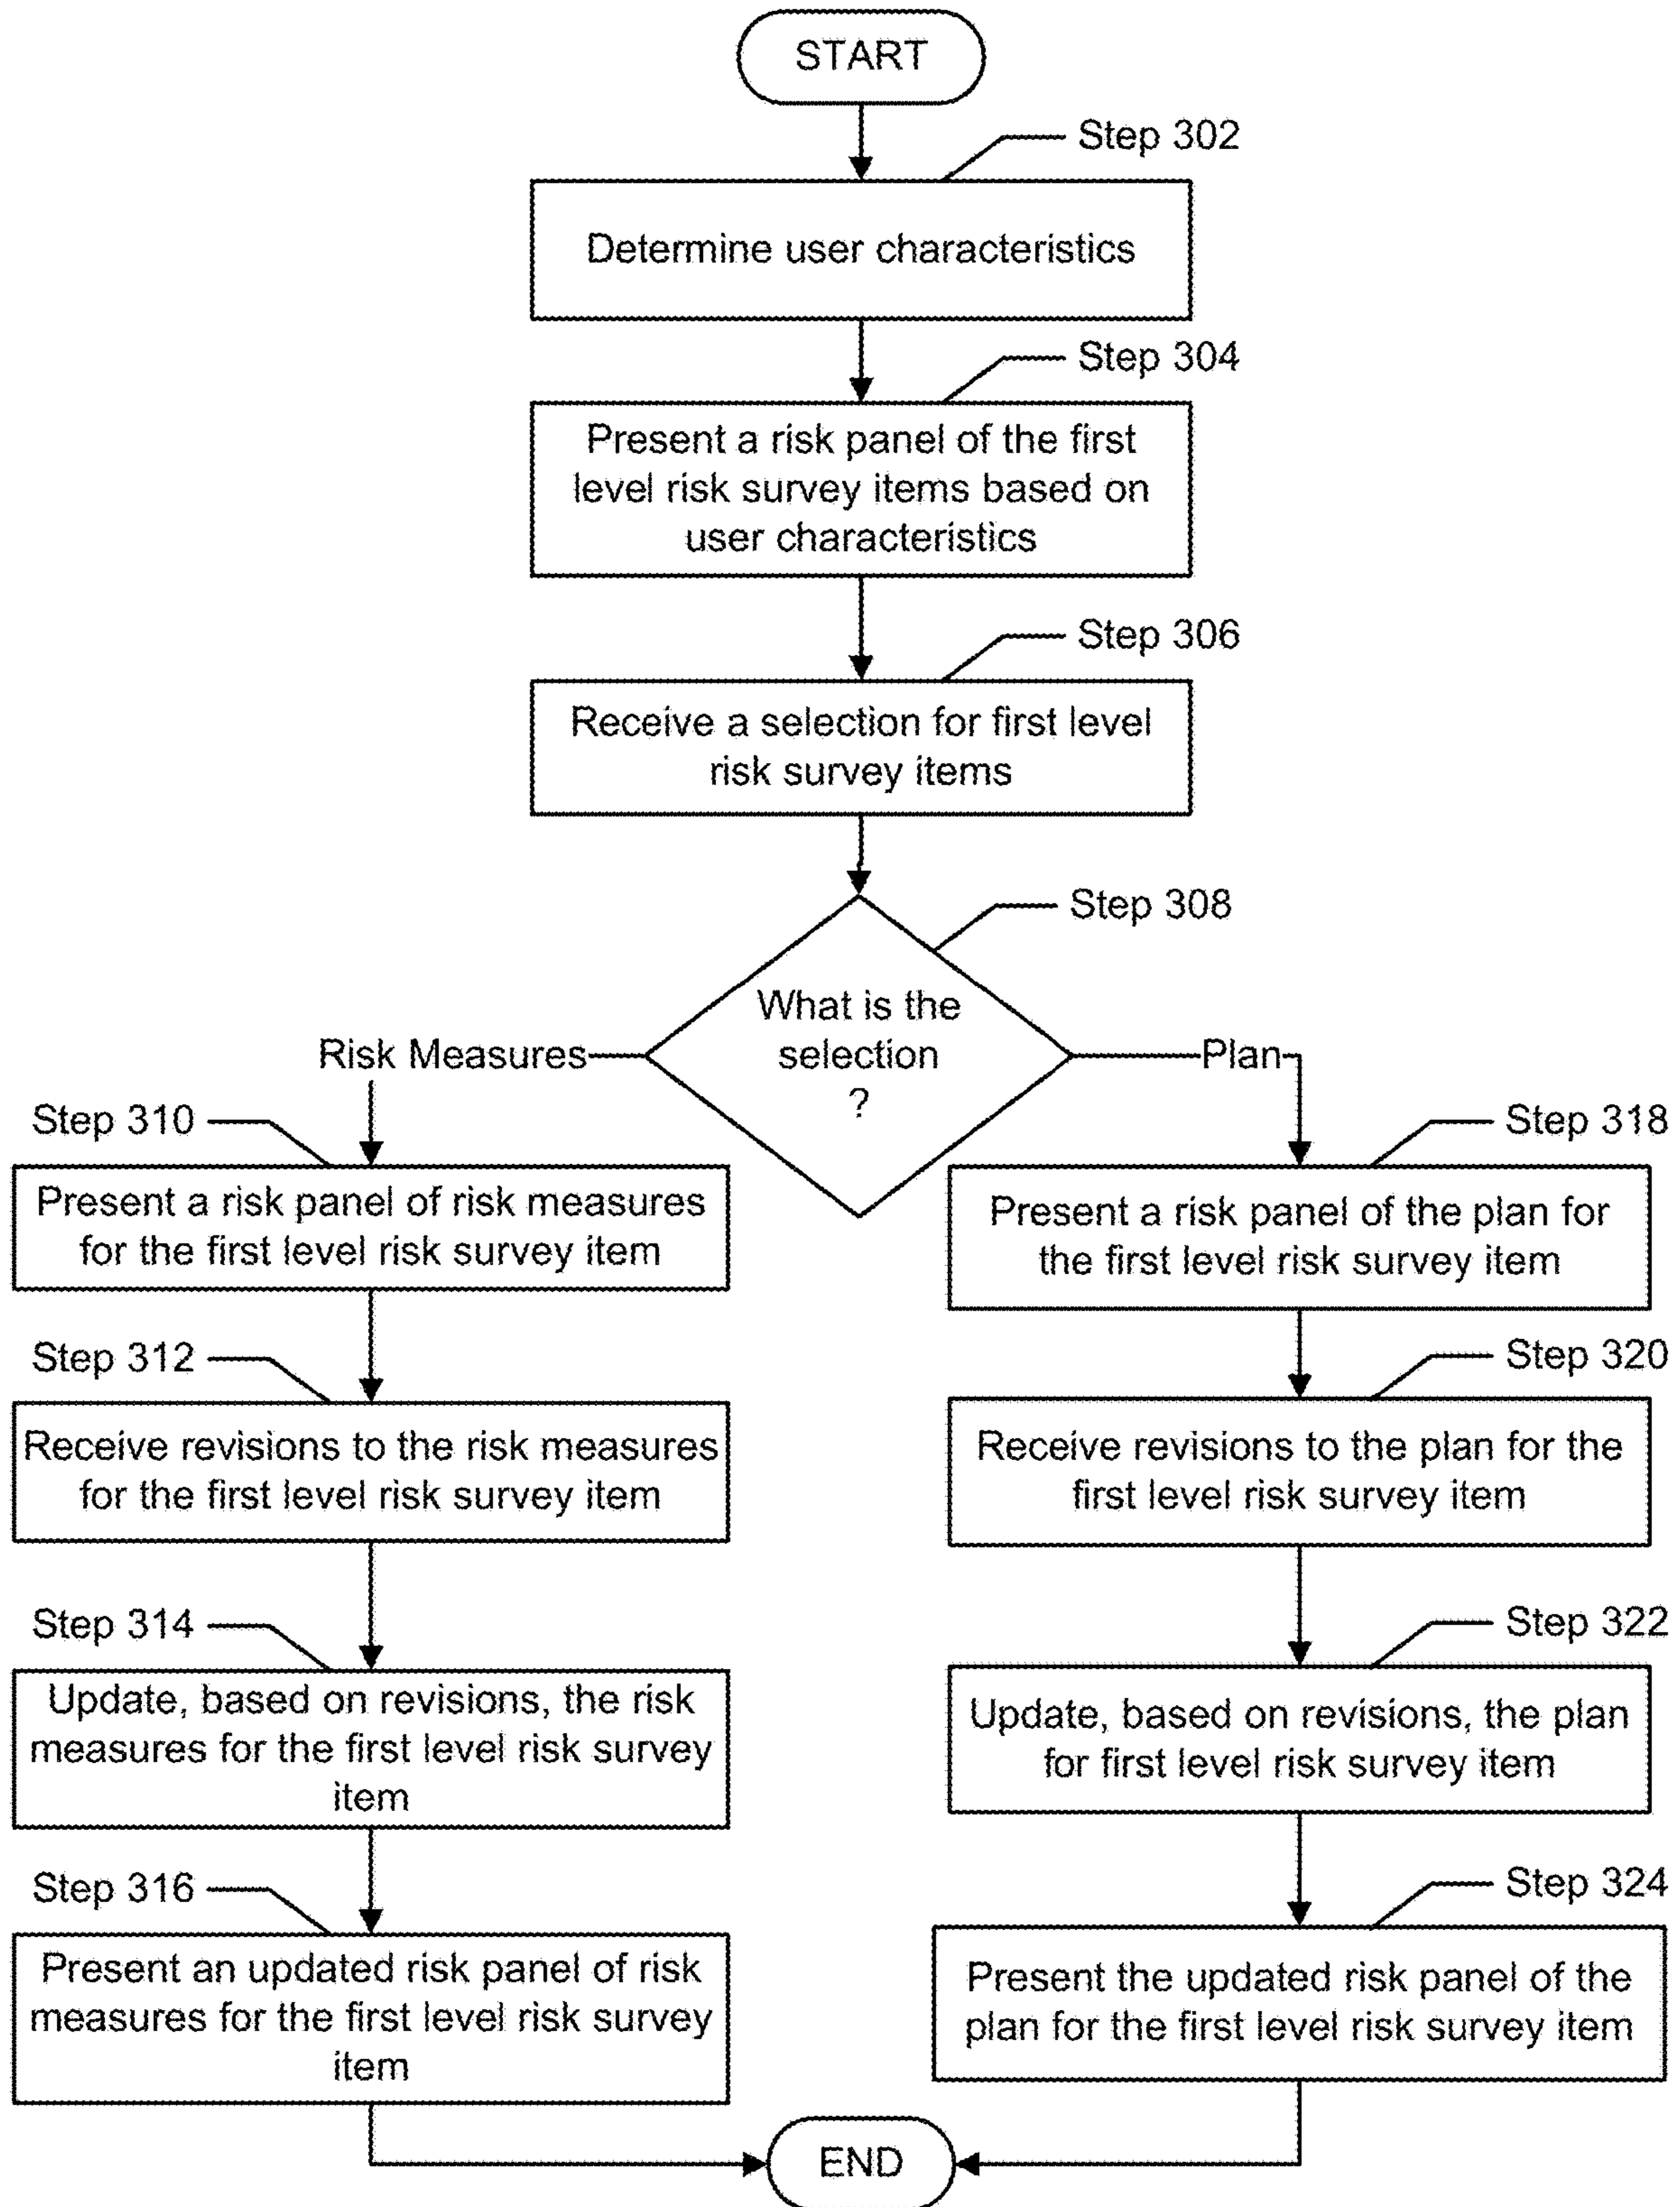 START
Step 302
Determine user characteristics
Step 304
Present a risk panel of the first
level risk survey items based on
user characteristics
Step 306
Receive a selection for first level
risk survey items
Step 308
What is the
selection
?
Risk Measures
Plan
Step 310
Present a risk panel of risk measures
for the first level risk survey item
Step 312
Receive revisions to the risk measures
for the first level risk survey item
Step 314
Update, based on revisions, the risk
measures for the first level risk survey
item
Step 316
Present an updated risk panel of risk
measures for the first level risk survey
item
Step 318
Present a risk panel of the plan for
the first level risk survey item
Step 320
Receive revisions to the plan for the
first level risk survey item
Step 322
Update, based on revisions, the plan
for first level risk survey item
Step 324
Present the updated risk panel of the
plan for the first level risk survey item
END